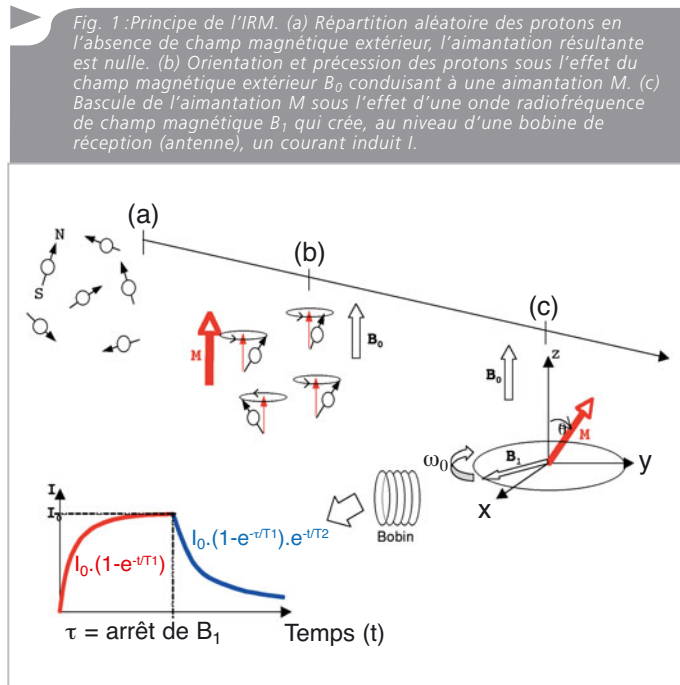 Fig. 1 :Principe de l’IRM. (a) Répartition aléatoire des protons en
l’absence de champ magnétique extérieur, l’aimantation résultante
est nulle. (b) Orientation et précession des protons sous l’effet du
champ magnétique extérieur B₀ conduisant à une aimantation M. (c)
Bascule de l’aimantation M sous l’effet d’une onde radiofréquence
de champ magnétique B₁ qui crée, au niveau d’une bobine de
réception (antenne), un courant induit I.
(a)
N
S
(b)
M
B₀
(c)
B₀
z
θ
M
B₁
ω₀
y
x
Bobin
I
I₀
I₀.(1-e^-t/T1)
I₀.(1-e^-τ/T1).e^-t/T2
τ = arrêt de B₁
Temps (t)